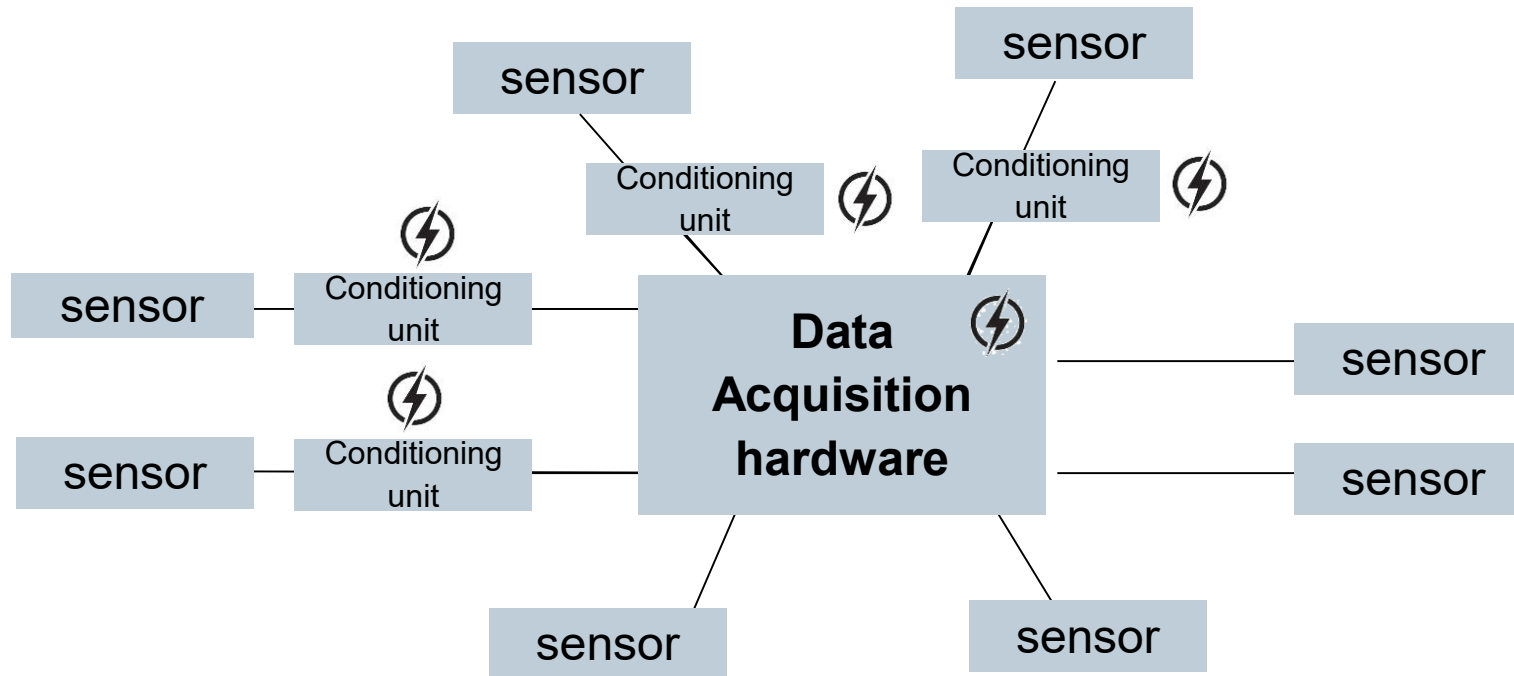 sensor
sensor
Conditioning
unit
Conditioning
unit
sensor
Conditioning
unit
Data
Acquisition
hardware
sensor
sensor
Conditioning
unit
sensor
sensor
sensor